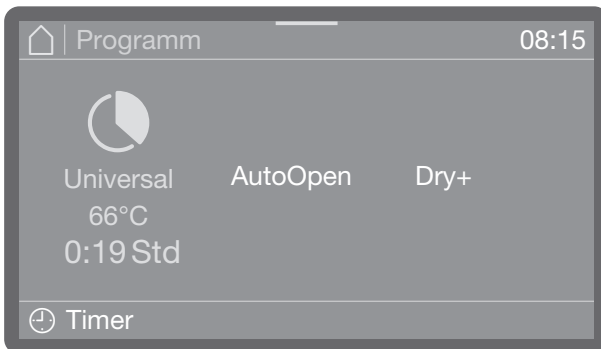 Programm 08:15
Universal AutoOpen Dry+
66°C
0:19 Std
Timer